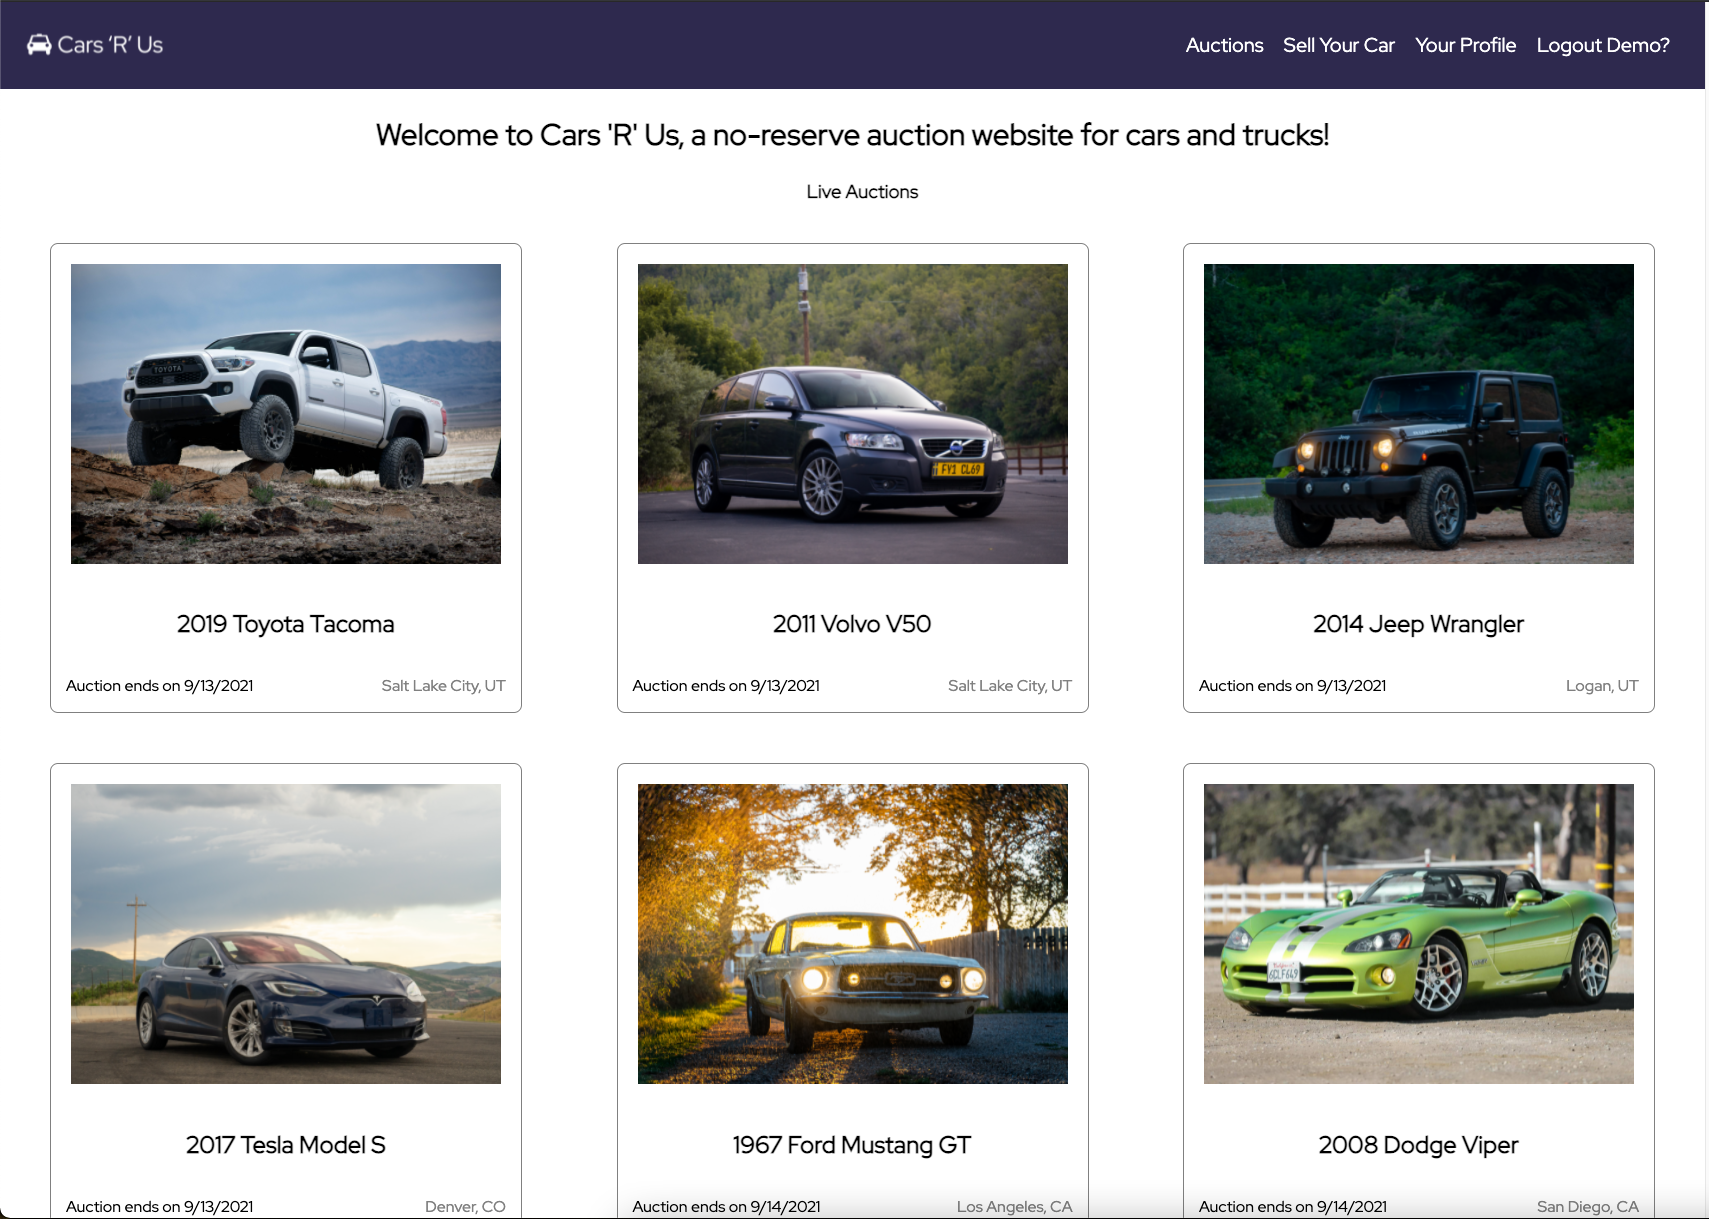 Cars ‘R’ Us
Auctions Sell Your Car Your Profile Logout Demo?
Welcome to Cars 'R' Us, a no-reserve auction website for cars and trucks!
Live Auctions
TOYOTA
FY1 CL69
Jeep
2019 Toyota Tacoma
2011 Volvo V50
2014 Jeep Wrangler
Auction ends on 9/13/2021 Salt Lake City, UT
Auction ends on 9/13/2021 Salt Lake City, UT
Auction ends on 9/13/2021 Logan, UT
6CLF649
2017 Tesla Model S
1967 Ford Mustang GT
2008 Dodge Viper
Auction ends on 9/13/2021 Denver, CO
Auction ends on 9/14/2021 Los Angeles, CA
Auction ends on 9/14/2021 San Diego, CA